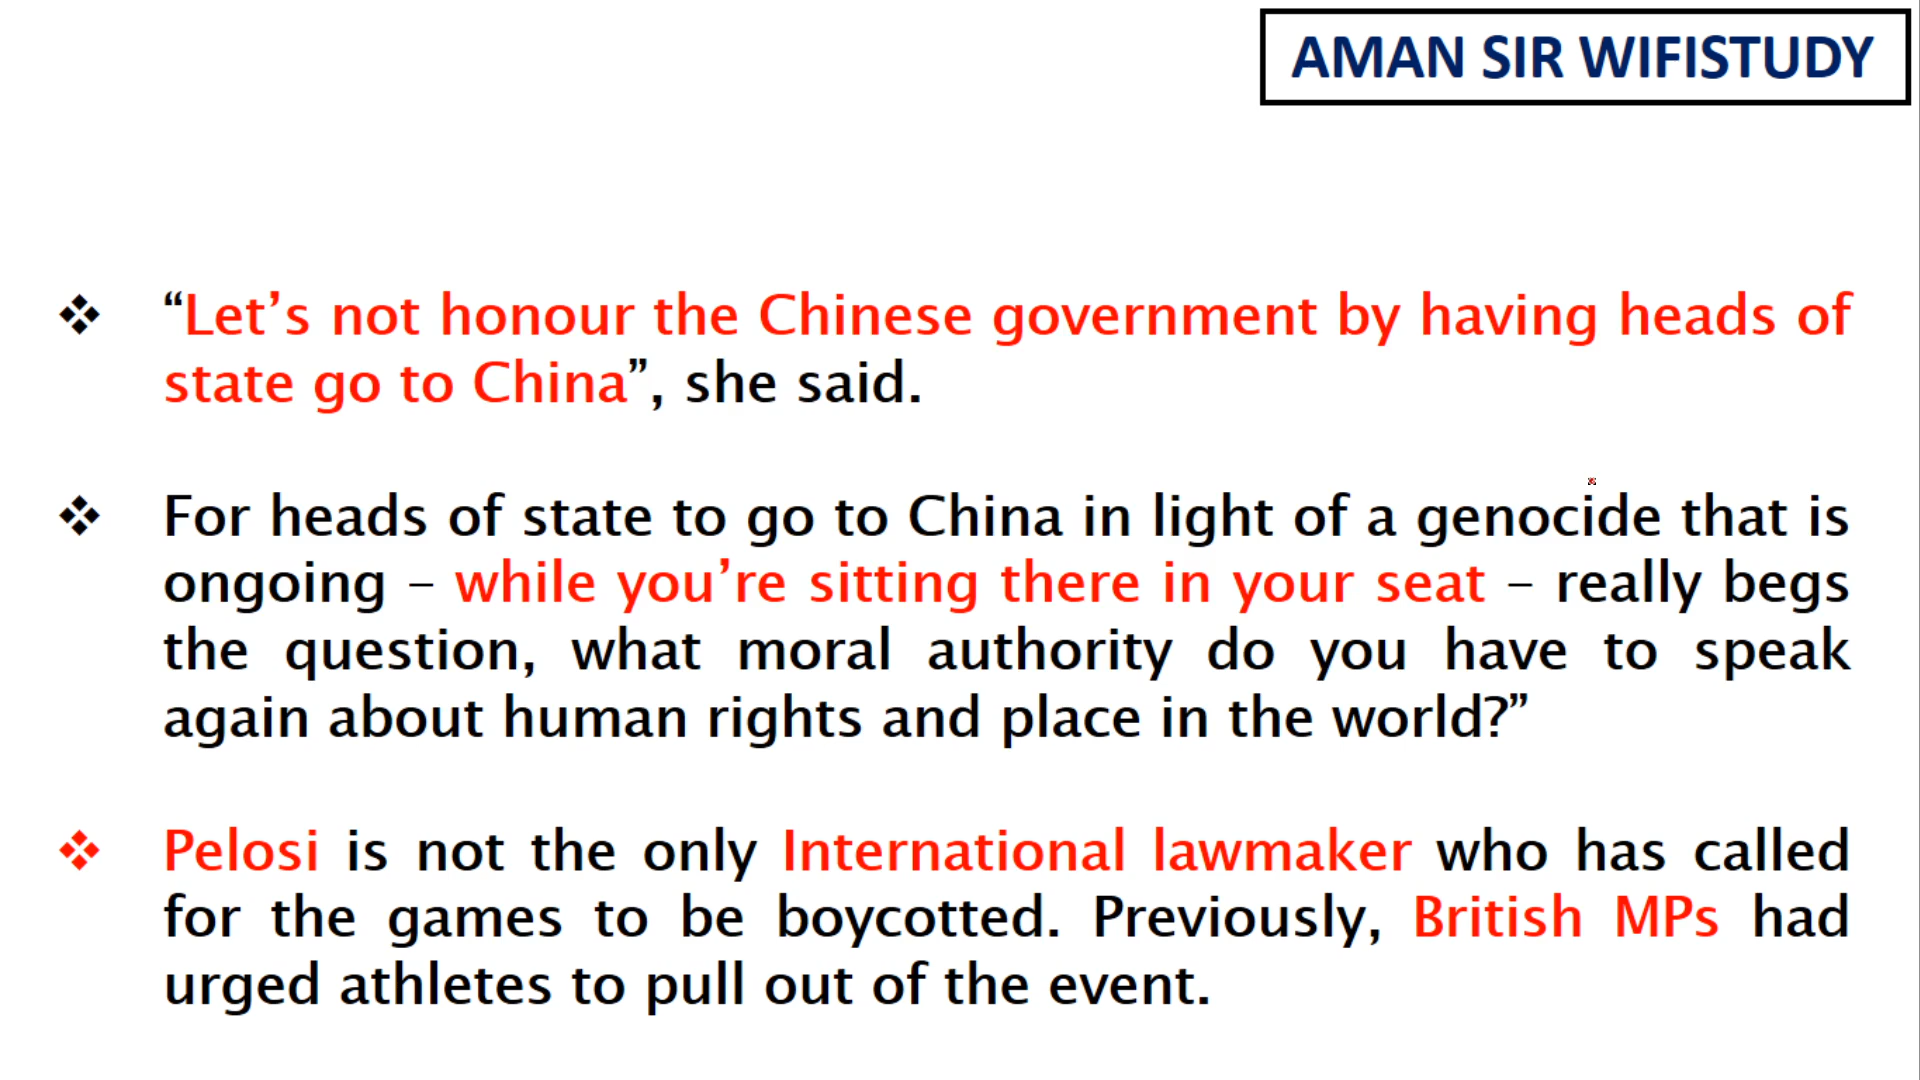 AMAN SIR WIFISTUDY
❖ “Let’s not honour the Chinese government by having heads of
state go to China”, she said.
❖ For heads of state to go to China in light of a genocide that is
ongoing – while you’re sitting there in your seat – really begs
the question, what moral authority do you have to speak
again about human rights and place in the world?”
❖ Pelosi is not the only International lawmaker who has called
for the games to be boycotted. Previously, British MPs had
urged athletes to pull out of the event.